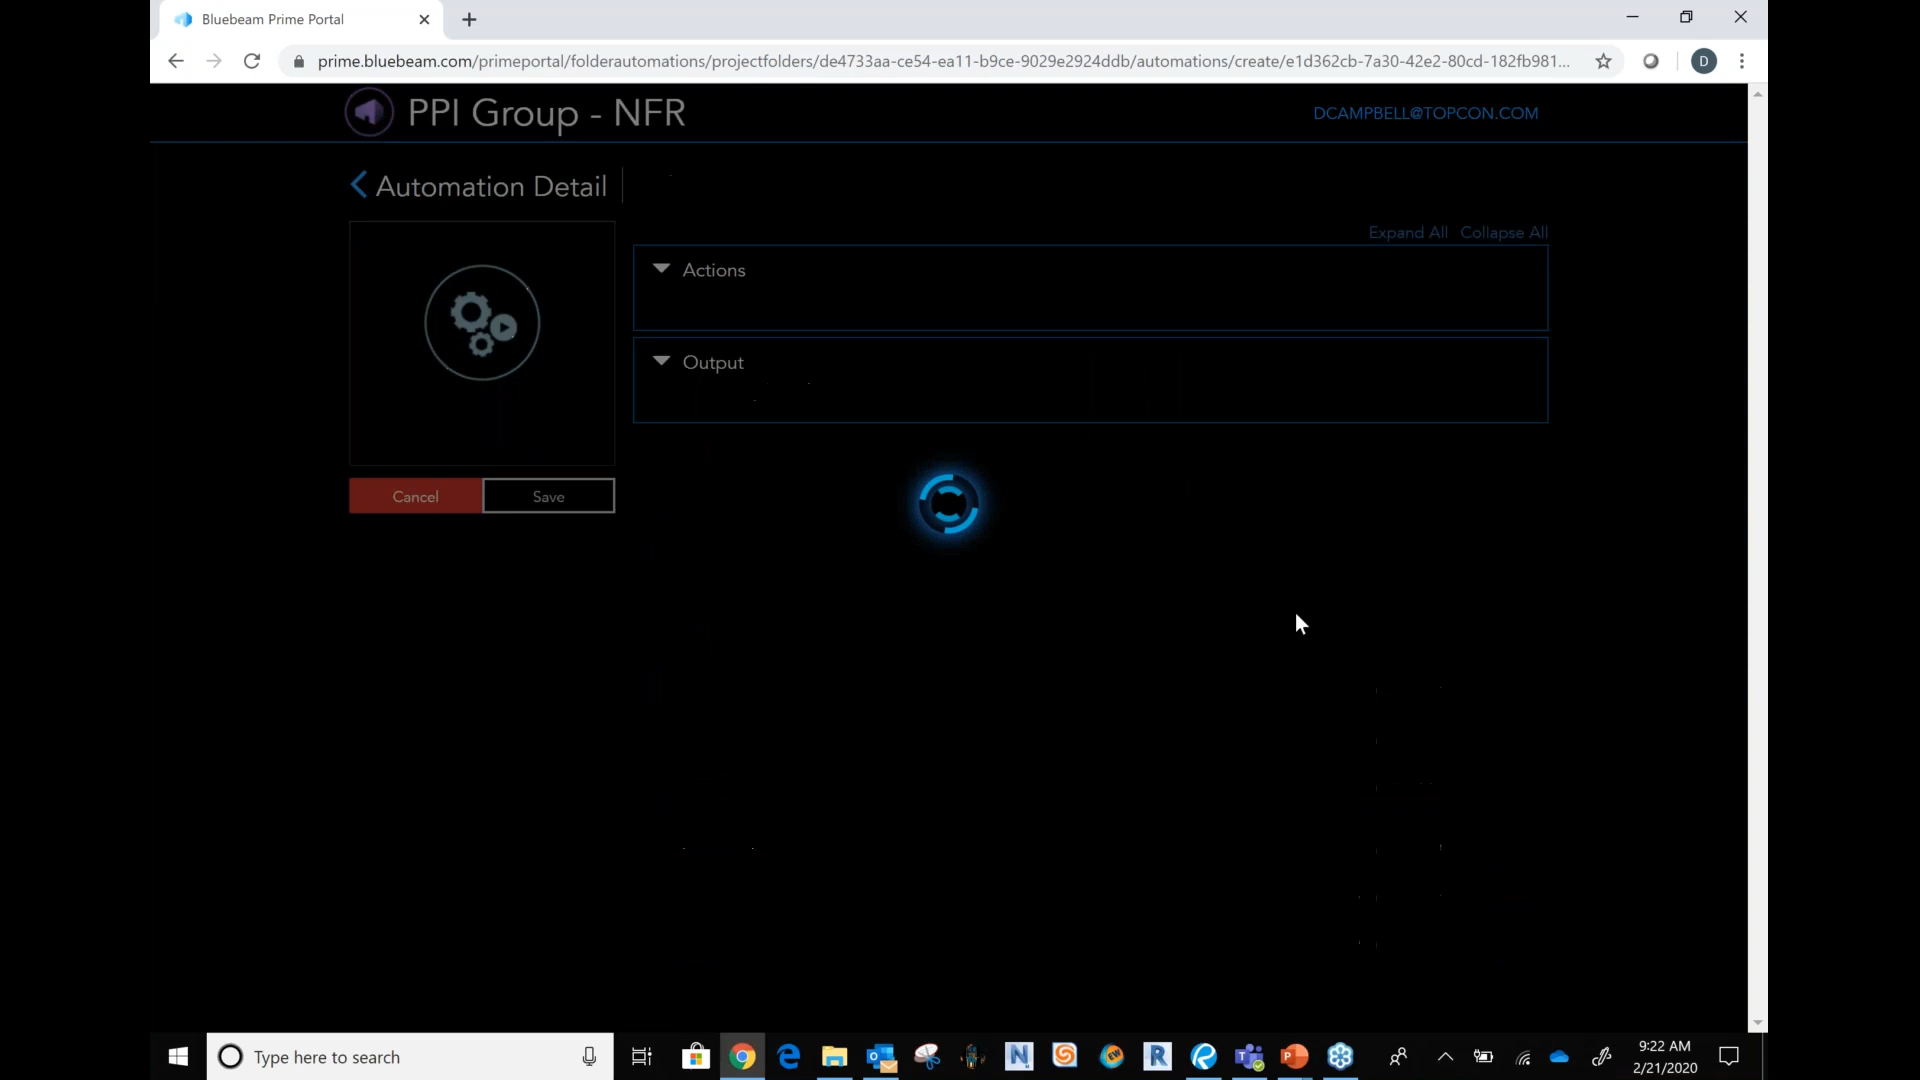 Bluebeam Prime Portal
prime.bluebeam.com/primeportal/folderautomations/projectfolders/de4733aa-ce54-ea11-b9ce-9029e2924ddb/automations/create/e1d362cb-7a30-42e2-80cd-182fb981...
D
PPI Group - NFR
DCAMPBELL@TOPCON.COM
Automation Detail
Expand All Collapse All
Actions
Output
Cancel
Save
Type here to search
9:22 AM
2/21/2020